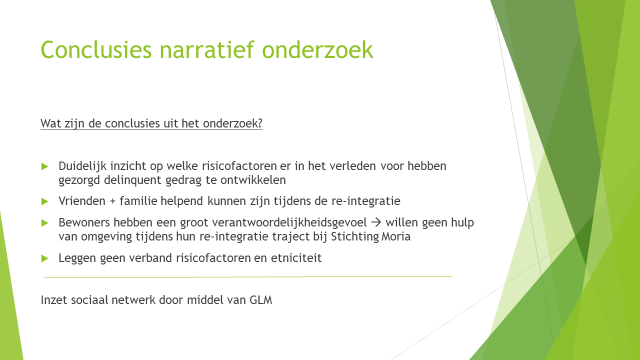 Conclusies narratief onderzoek
Wat zijn de conclusies uit het onderzoek?
Duidelijk inzicht op welke risicofactoren er in het verleden voor hebben
gezorgd delinquent gedrag te ontwikkelen
Vrienden + familie helpend kunnen zijn tijdens de re-integratie
Bewoners hebben een groot verantwoordelijkheidsgevoel → willen geen hulp
van omgeving tijdens hun re-integratie traject bij Stichting Moria
Leggen geen verband risicofactoren en etniciteit
Inzet sociaal netwerk door middel van GLM